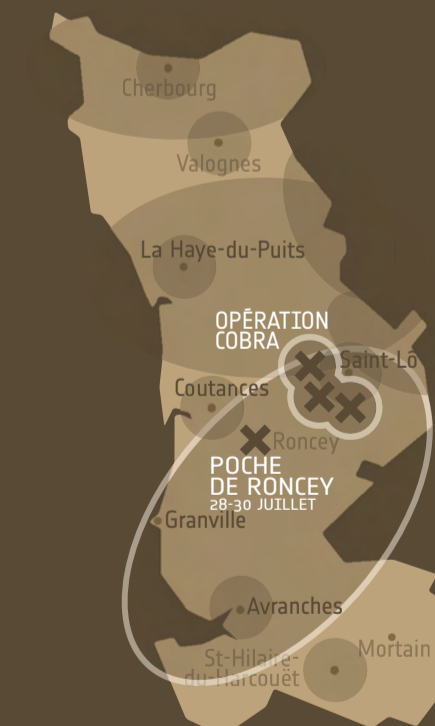 Cherbourg
Valognes
La Haye-du-Puits
OPÉRATION
COBRA
Saint-Lô
Coutances
Roncey
POCHE
DE RONCEY
28-30 JUILLET
Granville
Avranches
St-Hilaire-
du-Harcouët
Mortain